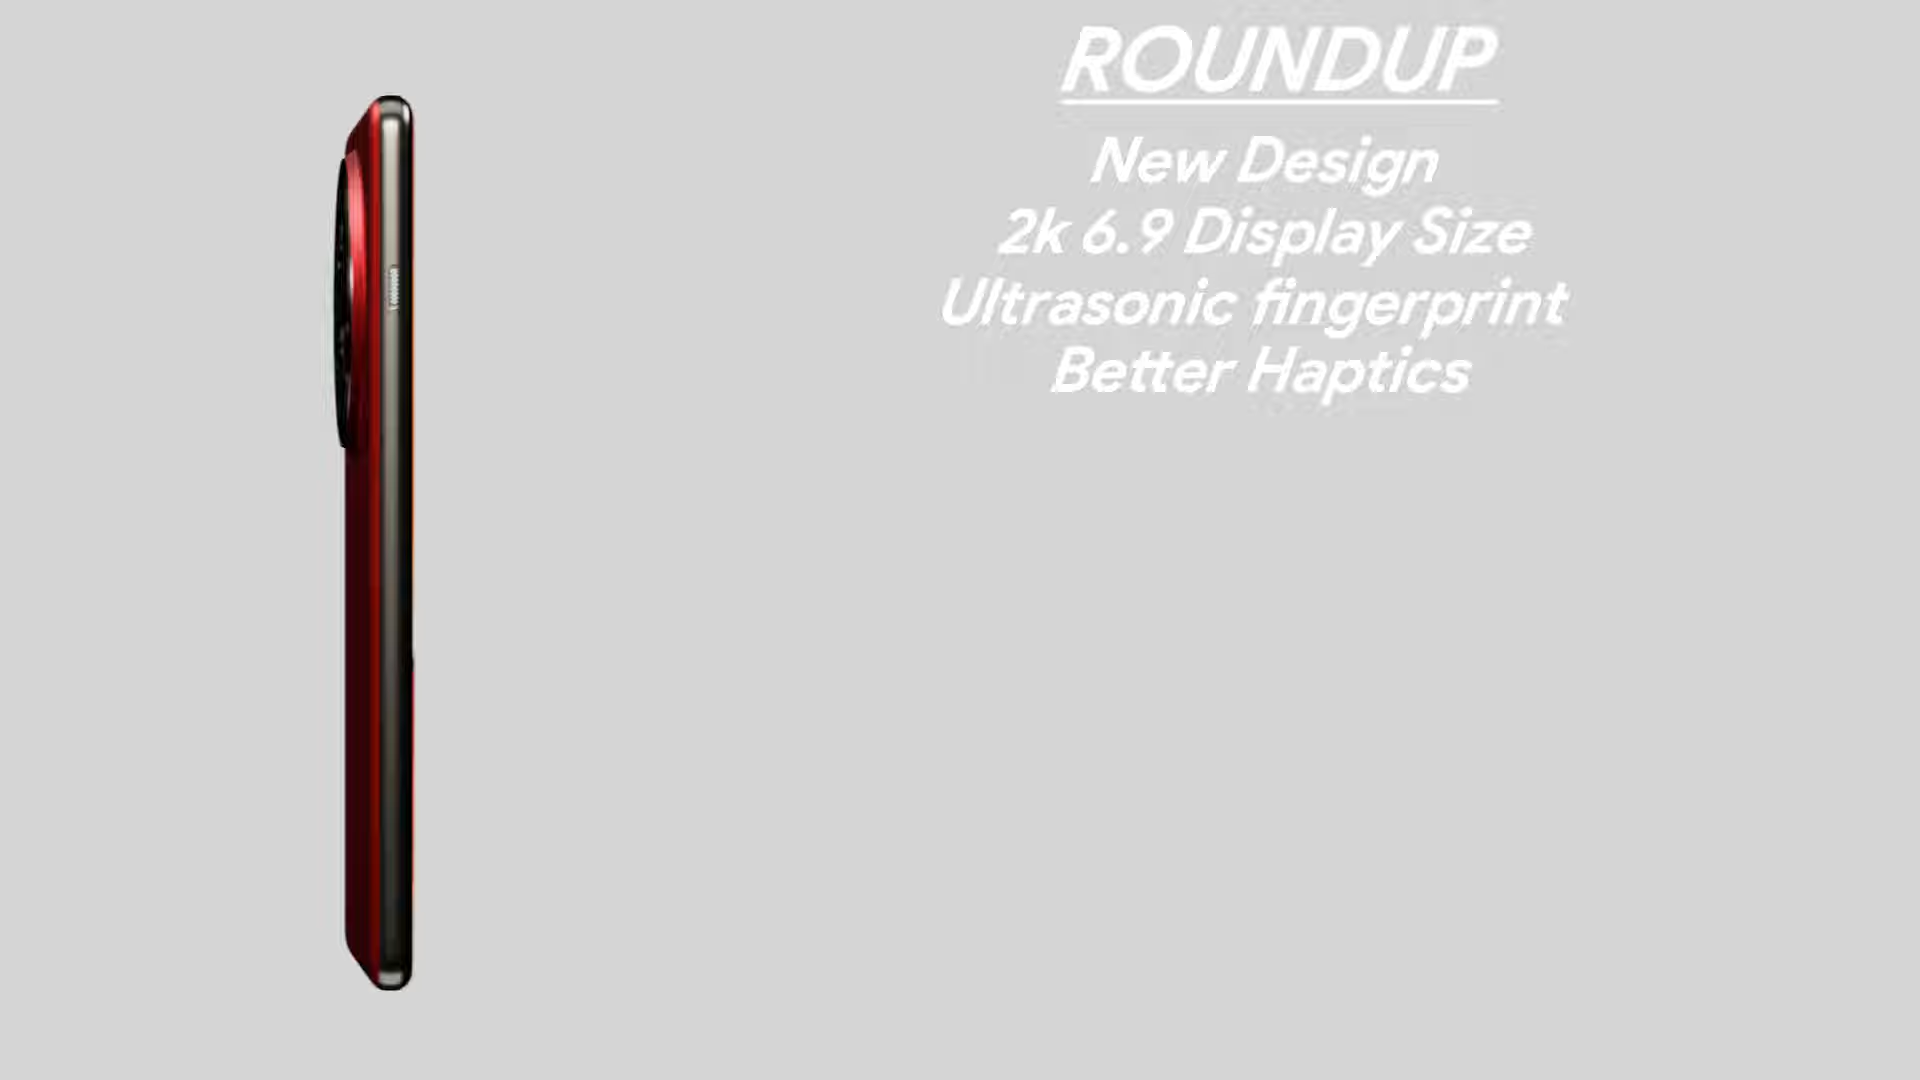 ROUNDUP
New Design
2k 6.9 Display Size
Ultrasonic fingerprint
Better Haptics